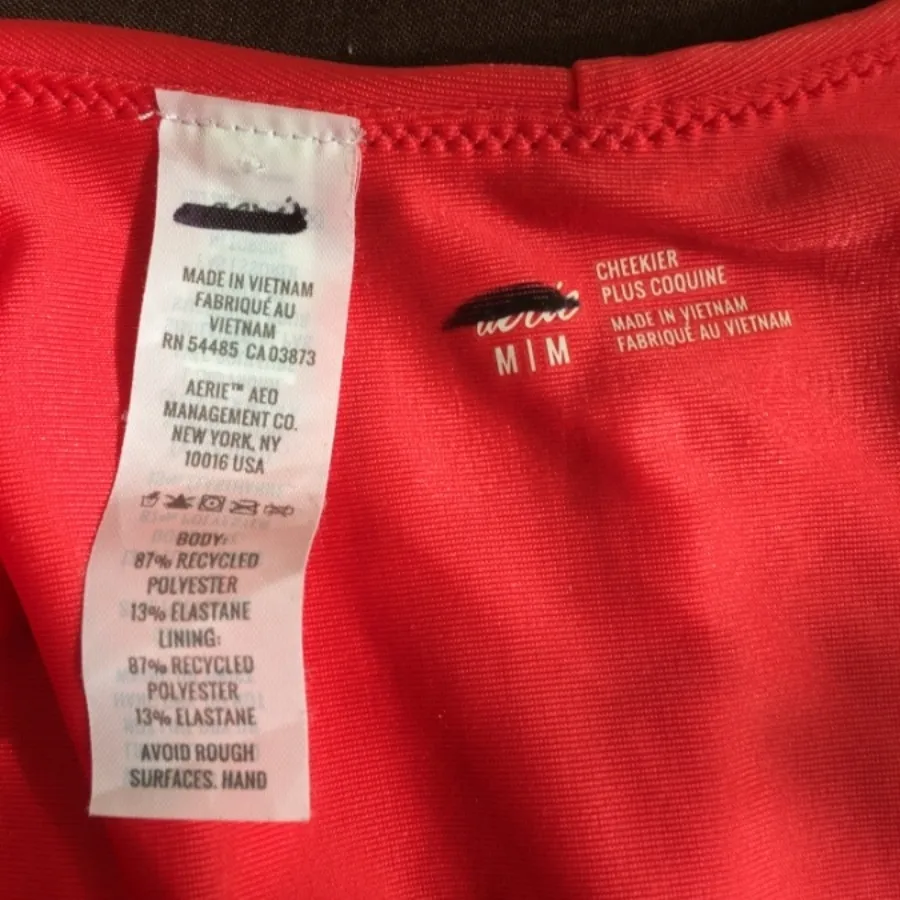 MADE IN VIETNAM
FABRIQUÉ AU
VIETNAM
RN 54485 CA 03873
AERIE™ AEO
MANAGEMENT CO.
NEW YORK, NY
10016 USA
BODY:
87% RECYCLED
POLYESTER
13% ELASTANE
LINING:
87% RECYCLED
POLYESTER
13% ELASTANE
AVOID ROUGH
SURFACES. HAND
aerie
M | M
CHEEKIER
PLUS COQUINE
MADE IN VIETNAM
FABRIQUÉ AU VIETNAM